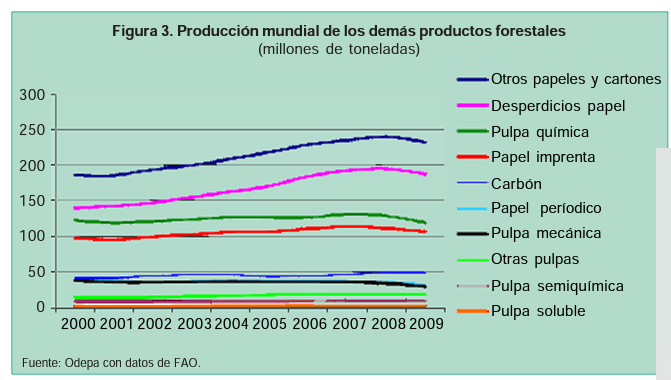 Figura 3. Producción mundial de los demás productos forestales
(millones de toneladas)
300
250
200
150
100
50
0
2000 2001 2002 2003 2004 2005 2006 2007 2008 2009
Otros papeles y cartones
Desperdicios papel
Pulpa química
Papel imprenta
Carbón
Papel períodico
Pulpa mecánica
Otras pulpas
Pulpa semiquímica
Pulpa soluble
Fuente: Odepa con datos de FAO.